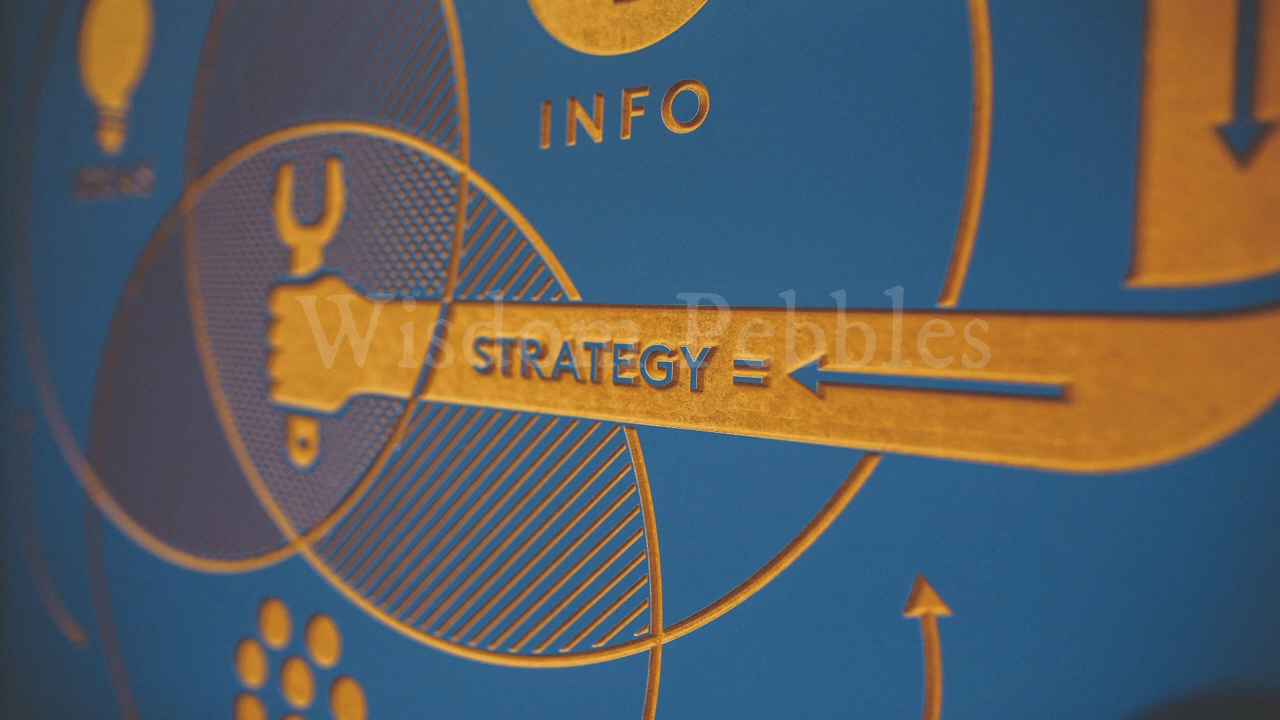 INFO
Wisdom Pebbles
STRATEGY =